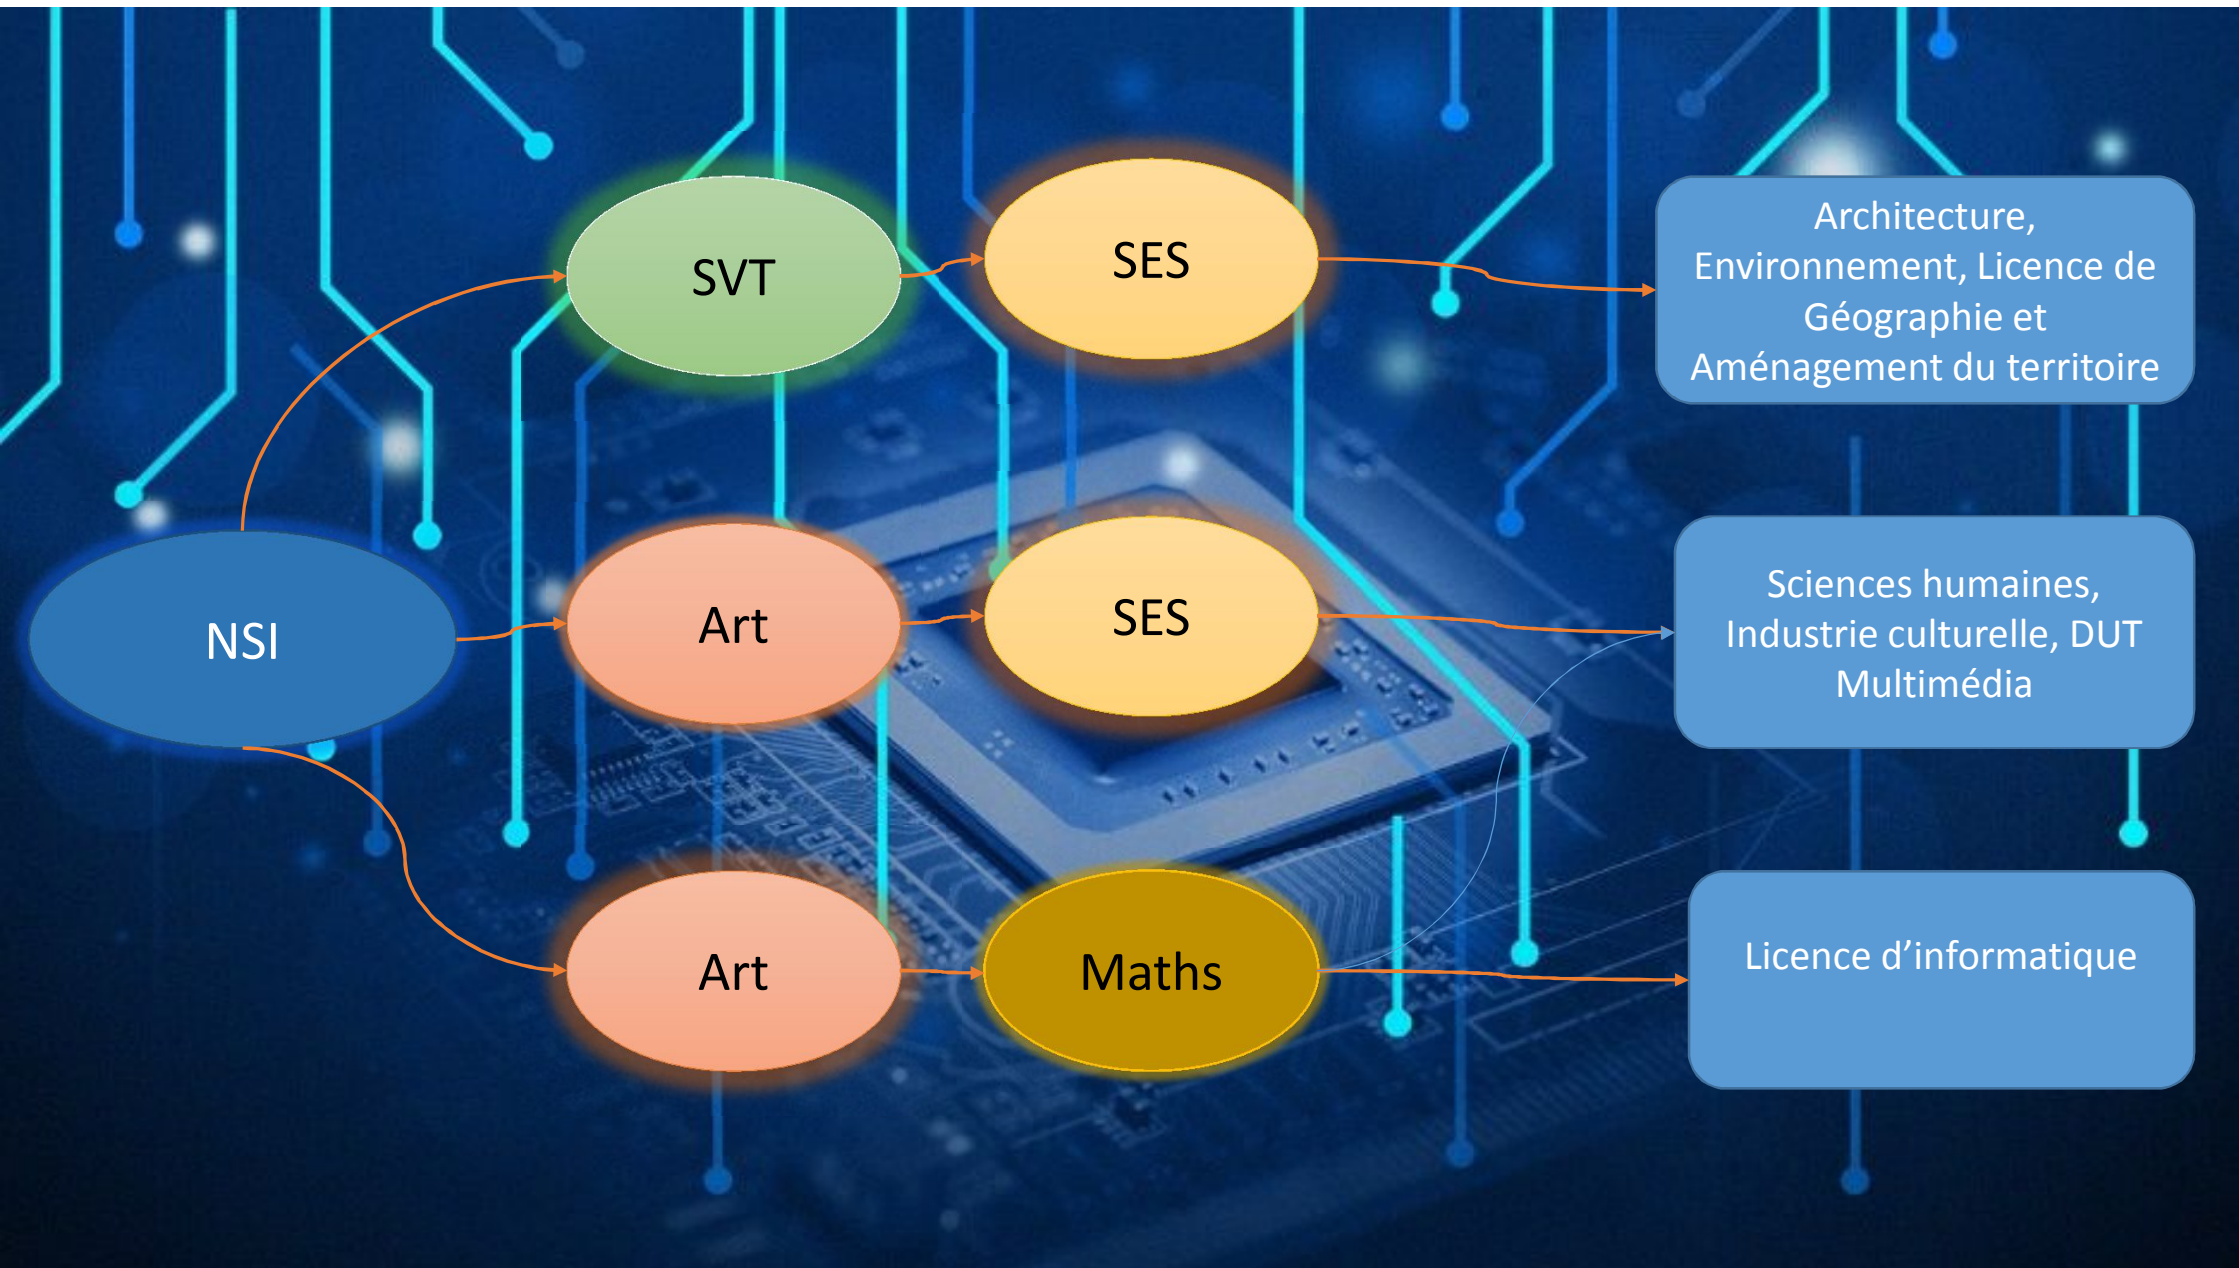 SVT
SES
Architecture,
Environnement, Licence de
Géographie et
Aménagement du territoire
NSI
Art
SES
Sciences humaines,
Industrie culturelle, DUT
Multimédia
Art
Maths
Licence d’informatique